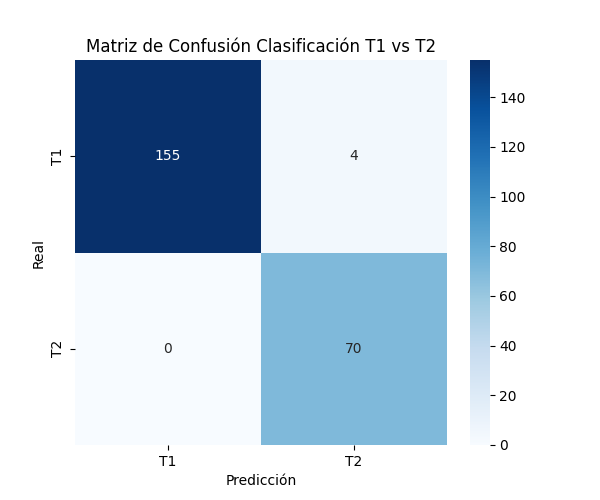 Matriz de Confusión Clasificación T1 vs T2
T1
155
4
T2
0
70
Real
T1
T2
Predicción
140
120
100
80
60
40
20
0